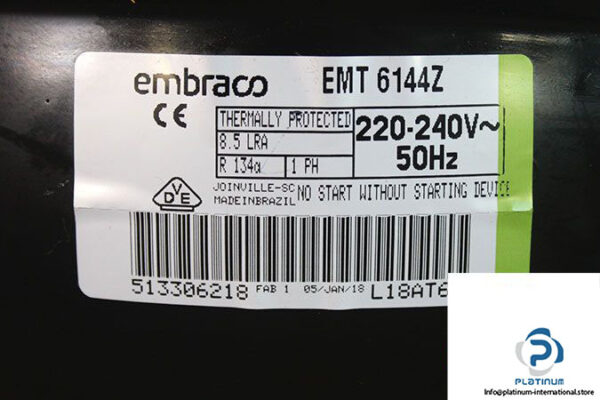 embraco EMT 6144Z
CE
THERMALLY PROTECTED
8.5 LRA
R 134a 1 PH
220-240V~
50Hz
DVE
JOINVILLE-SC
MADEINBRAZIL
NO START WITHOUT STARTING DEVICE
513306218 FAB 1 05/JAN/18
PLATINUM
info@platinum-international.store